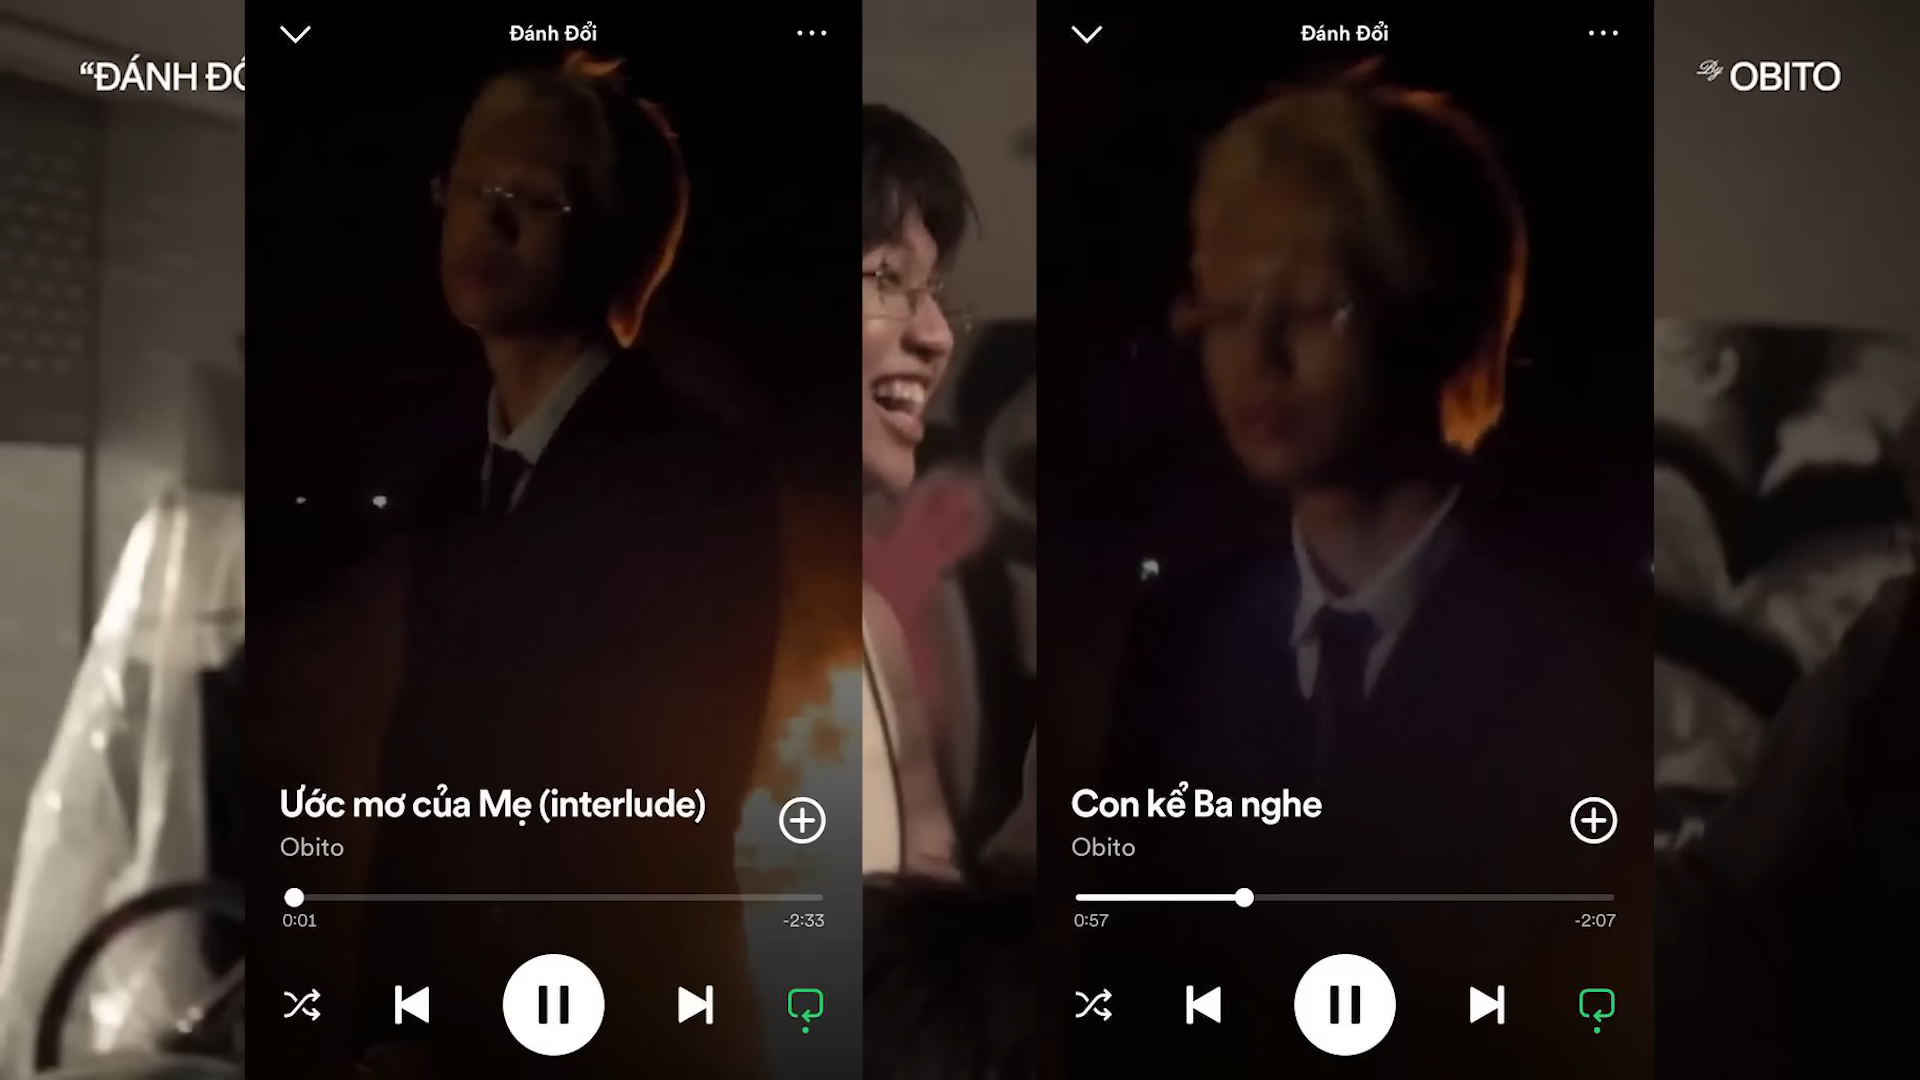 “ĐÁNH ĐỔ
By OBITO
Đánh Đổi
Ước mơ của Mẹ (interlude)
Obito
0:01
-2:33
Đánh Đổi
Con kể Ba nghe
Obito
0:57
-2:07